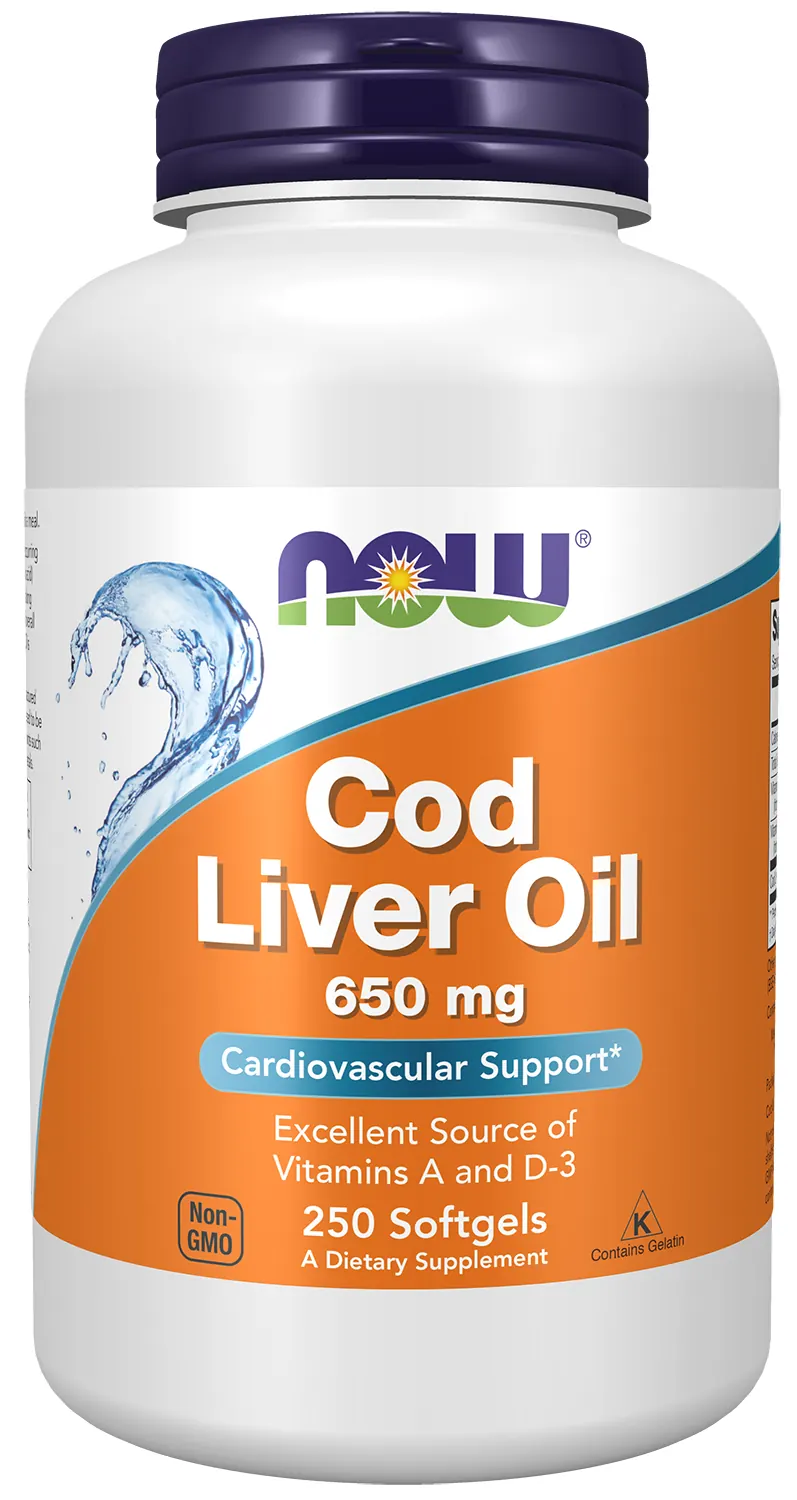 now®
Cod
Liver Oil
650 mg
Cardiovascular Support*
Excellent Source of
Vitamins A and D-3
250 Softgels
A Dietary Supplement
Non-
GMO
K
Contains Gelatin